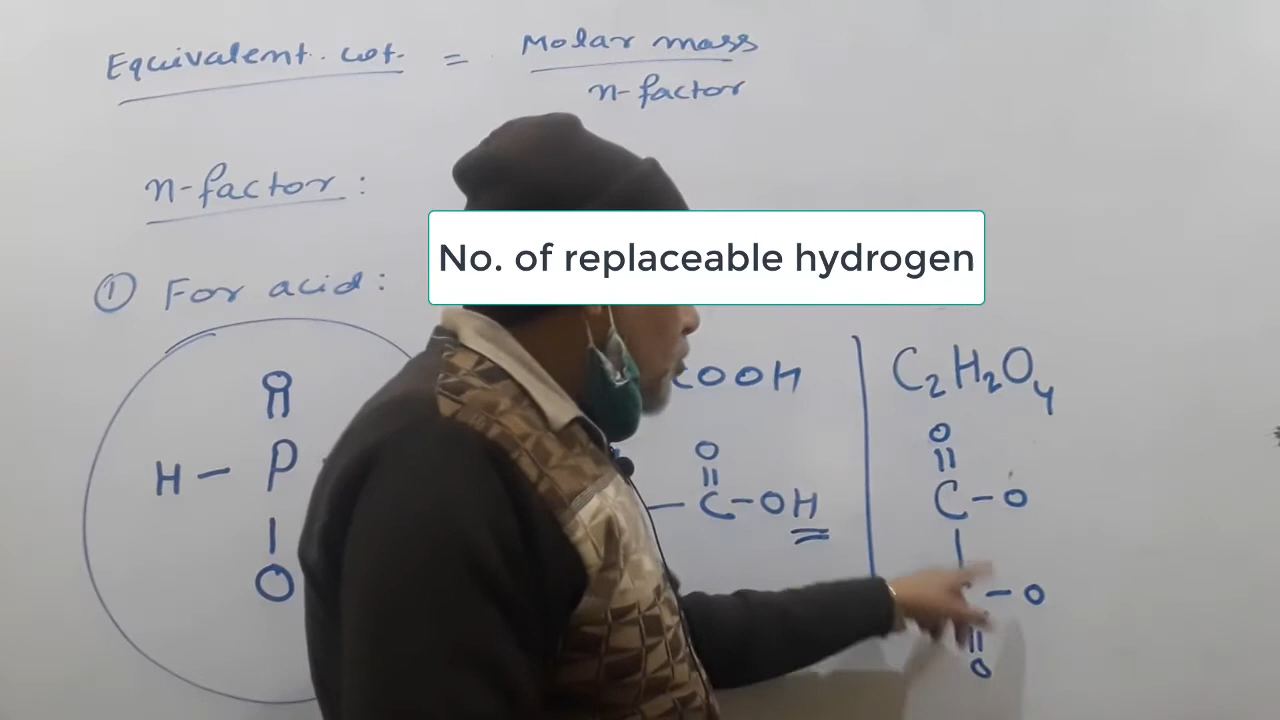 Equivalent. wt. = Molar mass
n-factor
n-factor :
No. of replaceable hydrogen
① For acid :
COOH
C2H2O4
O
H - P
O
O
C-OH
O
C-O
-O
O